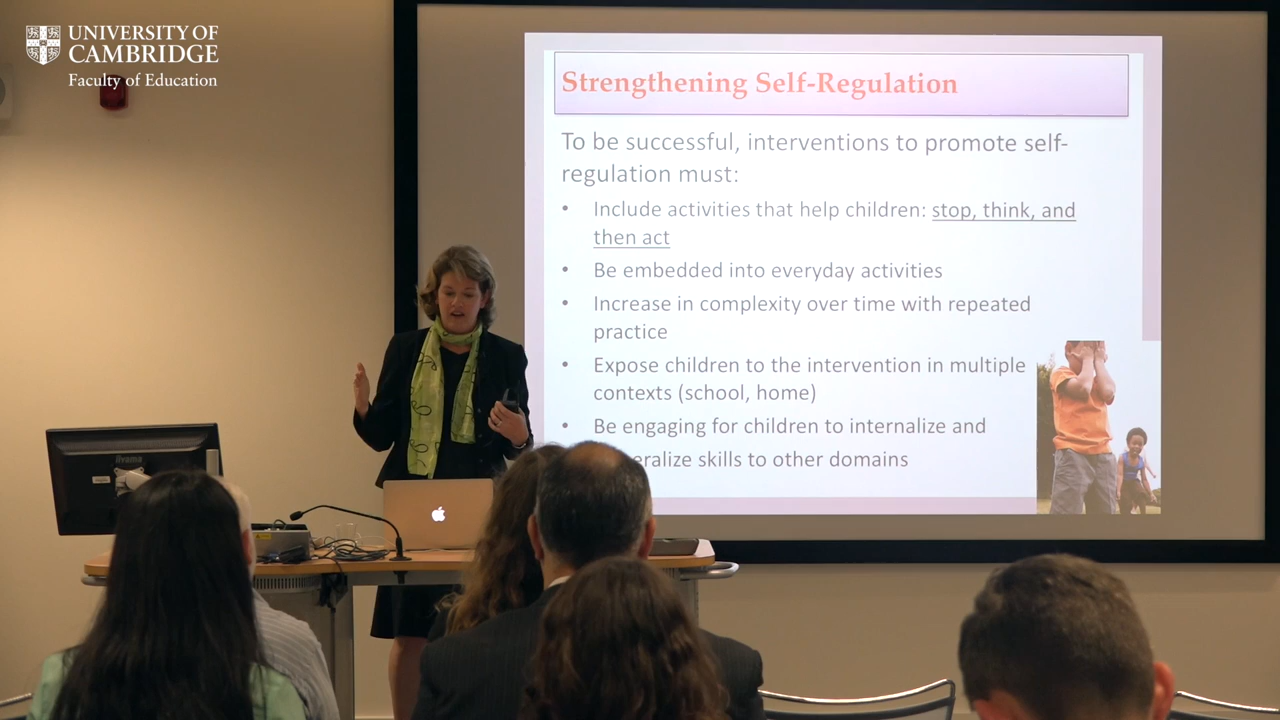 UNIVERSITY OF
CAMBRIDGE
Faculty of Education
Strengthening Self-Regulation
To be successful, interventions to promote self-
regulation must:
• Include activities that help children: stop, think, and
then act
• Be embedded into everyday activities
• Increase in complexity over time with repeated
practice
• Expose children to the intervention in multiple
contexts (school, home)
• Be engaging for children to internalize and
skills to other domains
iiyama